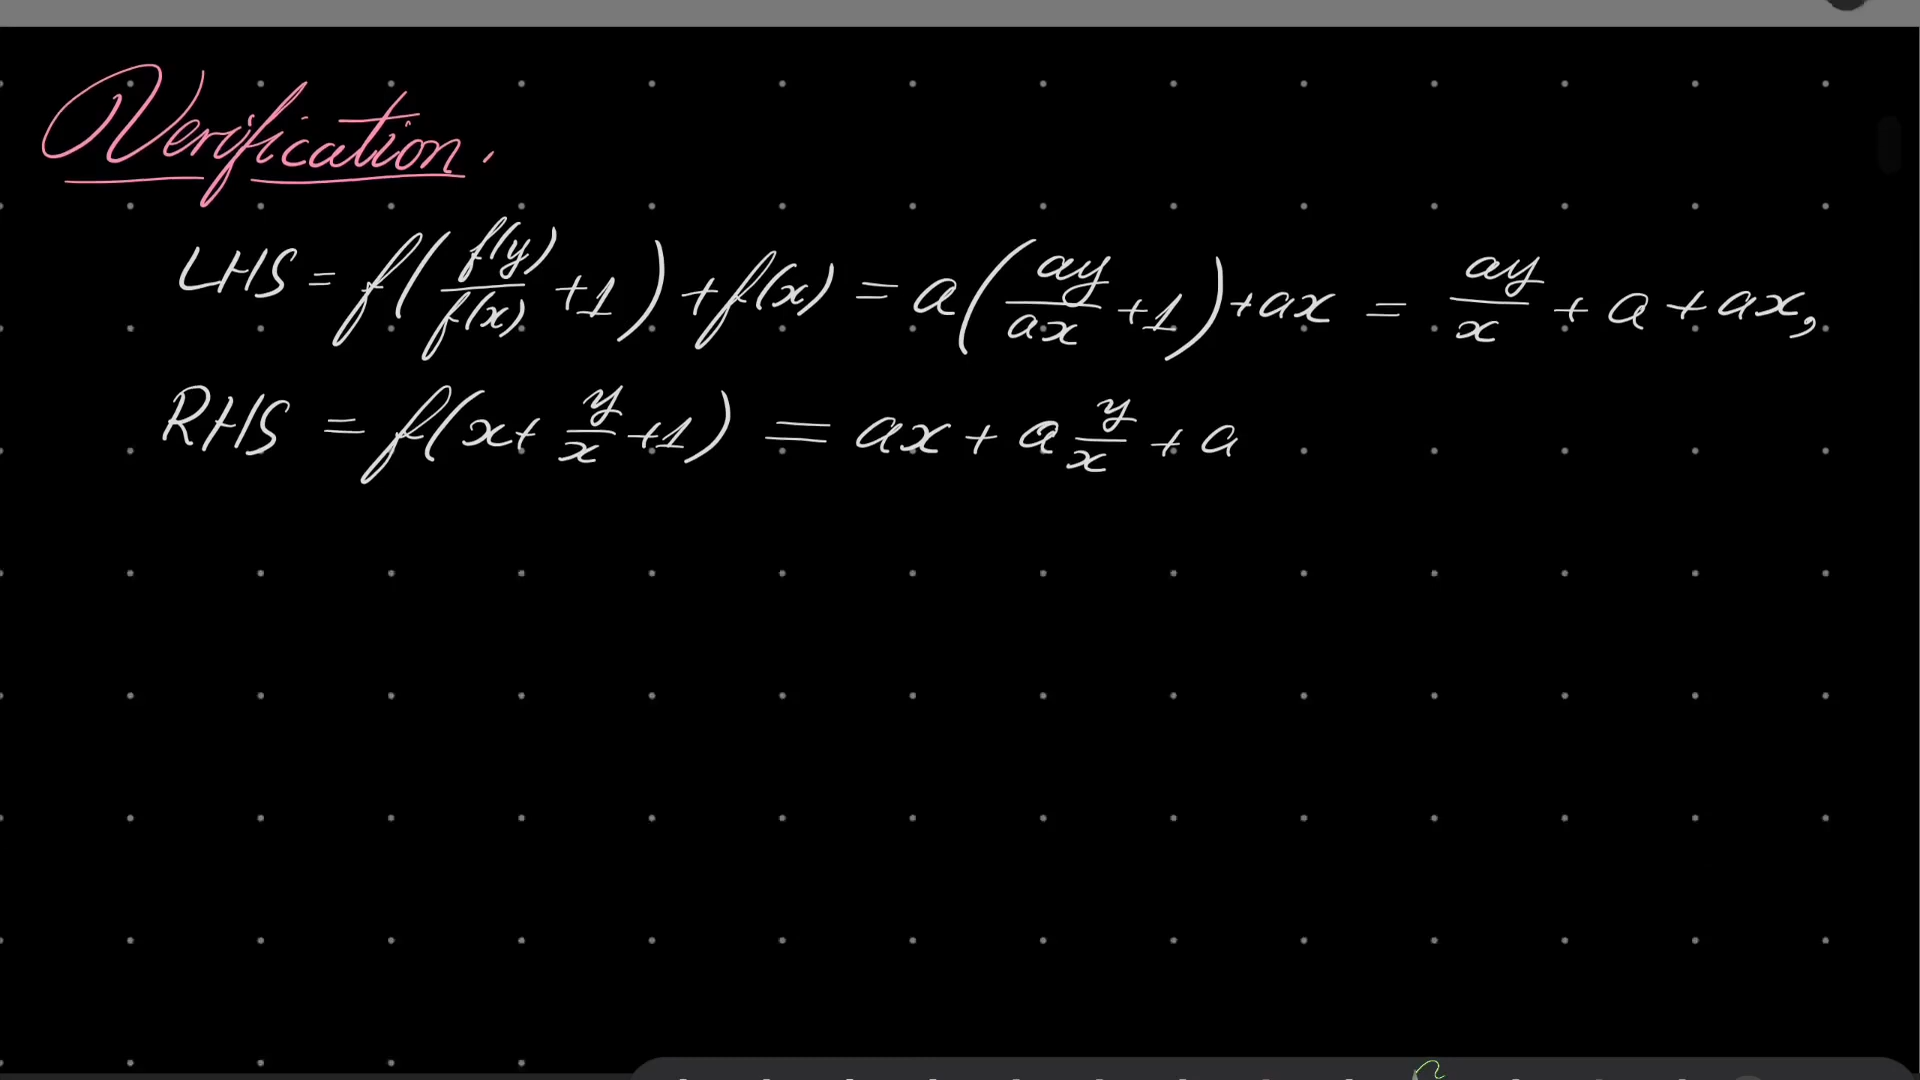 Verification.
LHS = f(f(y)/f(x) + 1) + f(x) = a(ay/ax + 1) + ax = ay/x + a + ax,
RHS = f(x + y/x + 1) = ax + a y/x + a